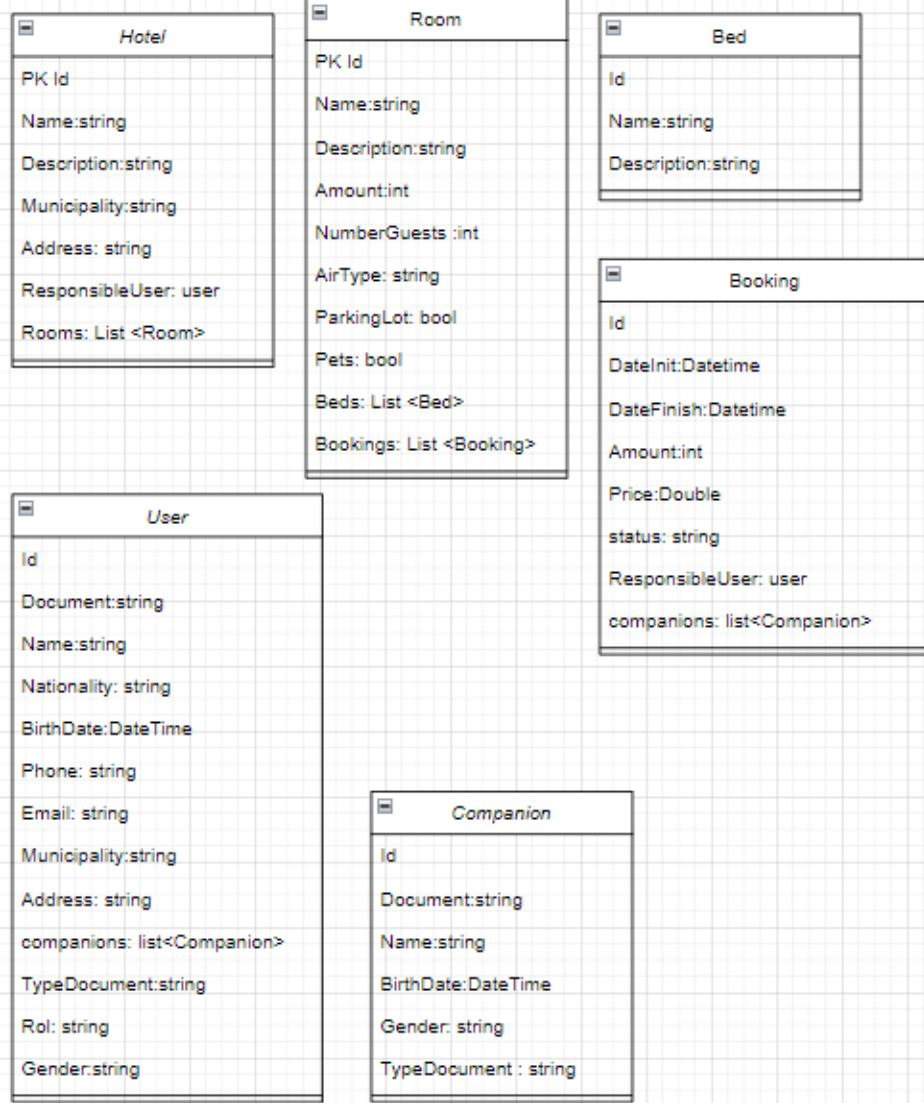 Hotel
PK Id
Name:string
Description:string
Municipality:string
Address: string
ResponsibleUser: user
Rooms: List <Room>
Room
PK Id
Name:string
Description:string
Amount:int
NumberGuests :int
AirType: string
ParkingLot: bool
Pets: bool
Beds: List <Bed>
Bookings: List <Booking>
Bed
Id
Name:string
Description:string
Booking
Id
DateInit:Datetime
DateFinish:Datetime
Amount:int
Price:Double
status: string
ResponsibleUser: user
companions: list<Companion>
User
Id
Document:string
Name:string
Nationality: string
BirthDate:DateTime
Phone: string
Email: string
Municipality:string
Address: string
companions: list<Companion>
TypeDocument:string
Rol: string
Gender:string
Companion
Id
Document:string
Name:string
BirthDate:DateTime
Gender: string
TypeDocument : string